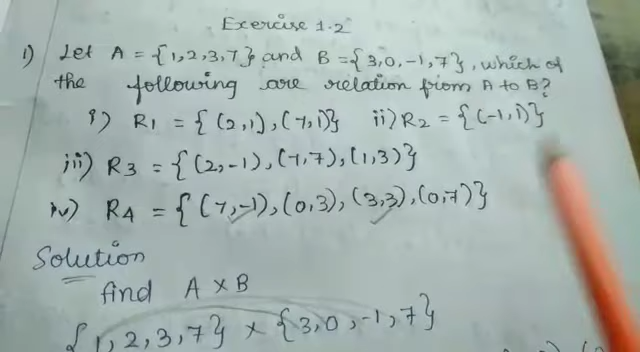 Exercise 1.2
1) Let A = {1,2,3,7} and B = {3,0,-1,7}, which of
the following are relation from A to B?
i) R1 = {(2,1),(7,1)} ii) R2 = {(-1,1)}
iii) R3 = {(2,-1),(7,7),(1,3)}
iv) R4 = {(7,-1),(0,3),(3,3),(0,7)}
Solution
find A × B
{1,2,3,7} × {3,0,-1,7}